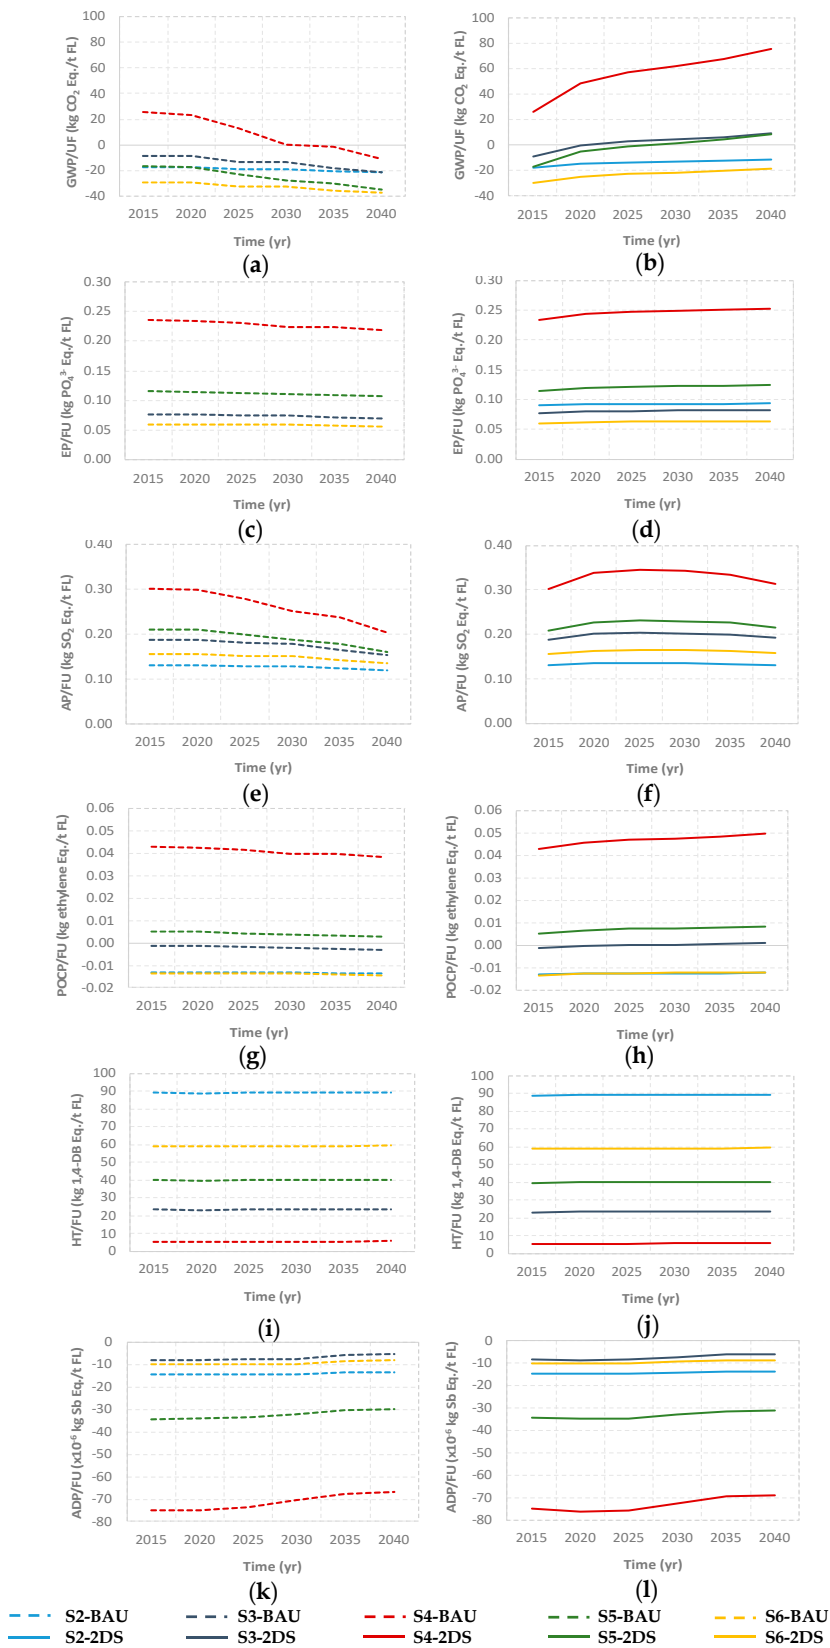 100
80
60
40
20
0
-20
-40
GWP/UF (kg CO₂ Eq./t FL)
2015 2020 2025 2030 2035 2040
Time (yr)
(a)
100
80
60
40
20
0
-20
-40
GWP/UF (kg CO₂ Eq./t FL)
2015 2020 2025 2030 2035 2040
Time (yr)
(b)
0.30
0.25
0.20
0.15
0.10
0.05
0.00
EP/FU (kg PO₄³⁻ Eq./t FL)
2015 2020 2025 2030 2035 2040
Time (yr)
(c)
0.30
0.25
0.20
0.15
0.10
0.05
0.00
EP/FU (kg PO₄³⁻ Eq./t FL)
2015 2020 2025 2030 2035 2040
Time (yr)
(d)
0.40
0.30
0.20
0.10
0.00
AP/FU (kg SO₂ Eq./t FL)
2015 2020 2025 2030 2035 2040
Time (yr)
(e)
0.40
0.30
0.20
0.10
0.00
AP/FU (kg SO₂ Eq./t FL)
2015 2020 2025 2030 2035 2040
Time (yr)
(f)
0.06
0.05
0.04
0.03
0.02
0.01
0.00
-0.01
-0.02
POCP/FU (kg ethylene Eq./t FL)
2015 2020 2025 2030 2035 2040
Time (yr)
(g)
0.06
0.05
0.04
0.03
0.02
0.01
0.00
-0.01
-0.02
POCP/FU (kg ethylene Eq./t FL)
2015 2020 2025 2030 2035 2040
Time (yr)
(h)
100
90
80
70
60
50
40
30
20
10
0
HT/FU (kg 1,4-DB Eq./t FL)
2015 2020 2025 2030 2035 2040
Time (yr)
(i)
100
90
80
70
60
50
40
30
20
10
0
HT/FU (kg 1,4-DB Eq./t FL)
2015 2020 2025 2030 2035 2040
Time (yr)
(j)
0
-10
-20
-30
-40
-50
-60
-70
-80
ADP/FU (x10⁻⁶ kg Sb Eq./t FL)
2015 2020 2025 2030 2035 2040
Time (yr)
(k)
0
-10
-20
-30
-40
-50
-60
-70
-80
ADP/FU (x10⁻⁶ kg Sb Eq./t FL)
2015 2020 2025 2030 2035 2040
Time (yr)
(l)
S2-BAU S3-BAU S4-BAU S5-BAU S6-BAU
S2-2DS S3-2DS S4-2DS S5-2DS S6-2DS